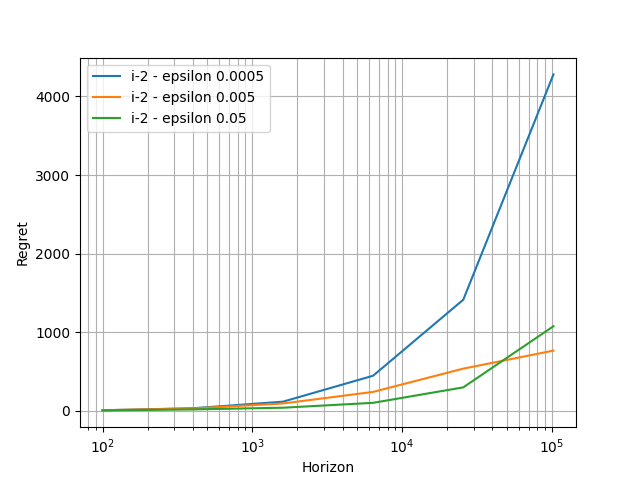 i-2 - epsilon 0.0005
i-2 - epsilon 0.005
i-2 - epsilon 0.05
4000
3000
2000
1000
0
Regret
10² 10³ 10⁴ 10⁵
Horizon